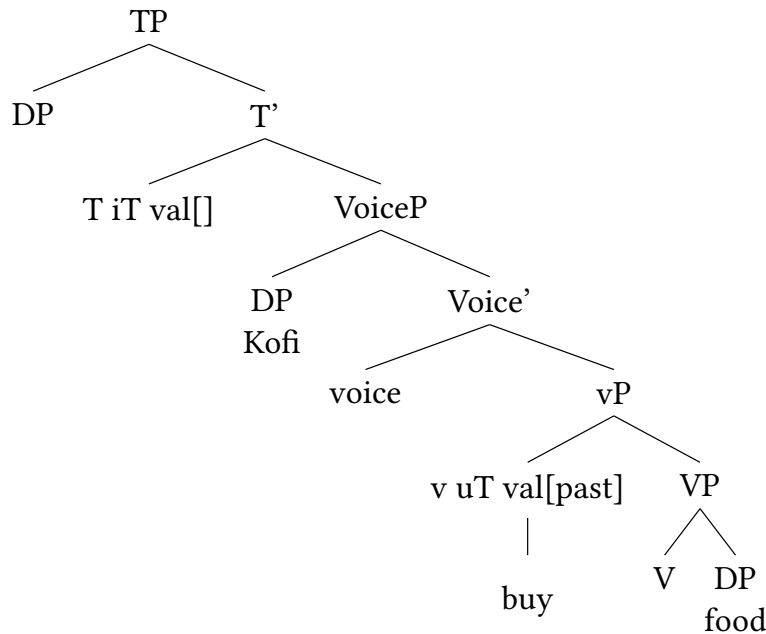 TP
DP T’
T iT val[] VoiceP
DP Voice’
Kofi
voice vP
v uT val[past] VP
V DP
buy food